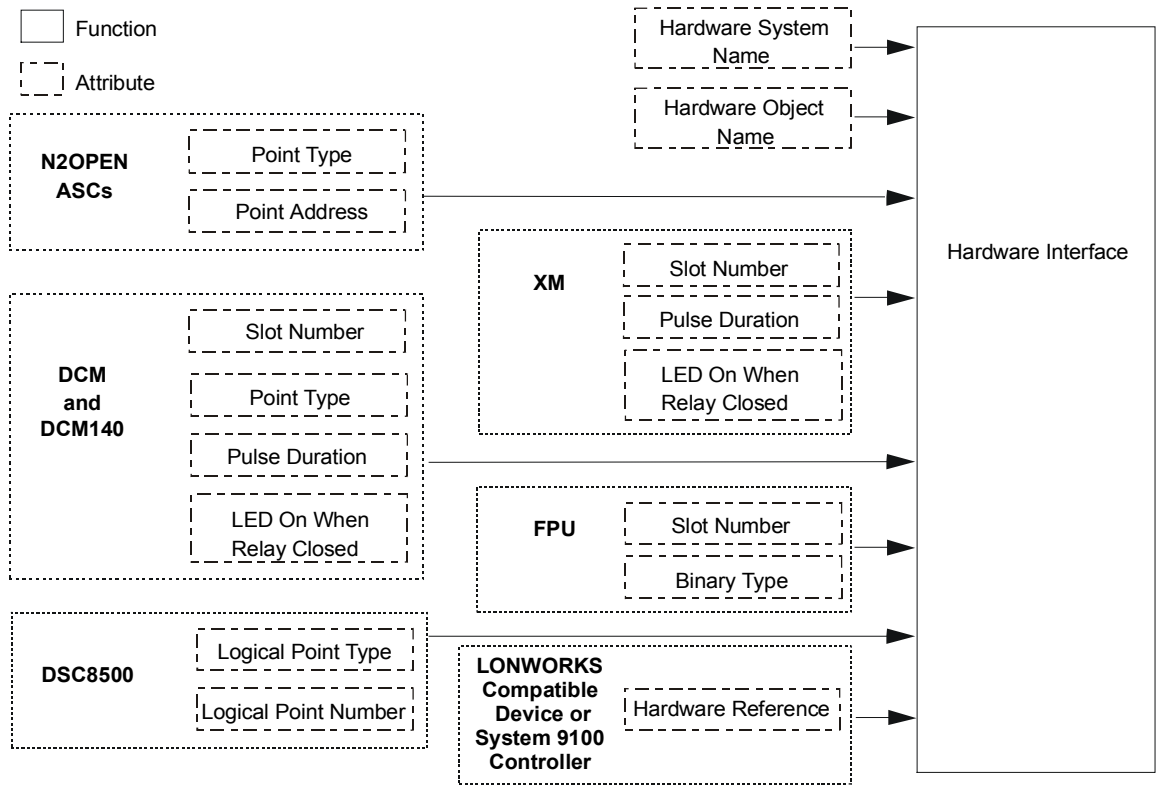 Function
Attribute
Hardware System
Name
Hardware Object
Name
N2OPEN
ASCs
Point Type
Point Address
Hardware Interface
XM
Slot Number
Pulse Duration
LED On When
Relay Closed
DCM
and
DCM140
Slot Number
Point Type
Pulse Duration
LED On When
Relay Closed
FPU
Slot Number
Binary Type
DSC8500
Logical Point Type
Logical Point Number
LONWORKS
Compatible
Device or
System 9100
Controller
Hardware Reference